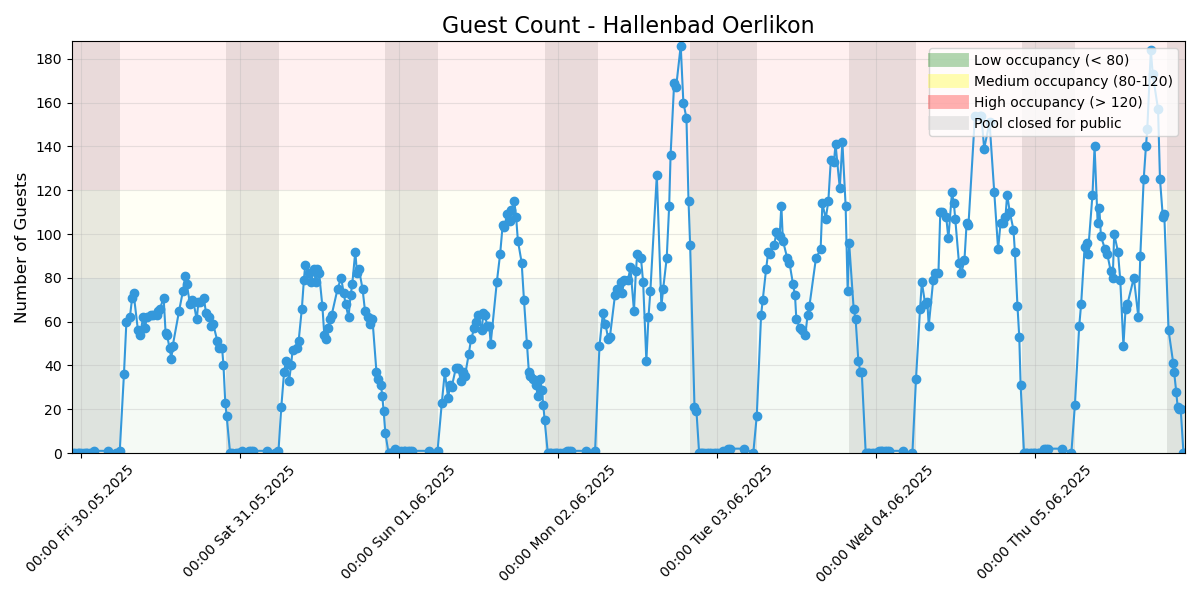 Guest Count - Hallenbad Oerlikon
Number of Guests
180
160
140
120
100
80
60
40
20
0
Low occupancy (< 80)
Medium occupancy (80-120)
High occupancy (> 120)
Pool closed for public
00:00 Fri 30.05.2025
00:00 Sat 31.05.2025
00:00 Sun 01.06.2025
00:00 Mon 02.06.2025
00:00 Tue 03.06.2025
00:00 Wed 04.06.2025
00:00 Thu 05.06.2025